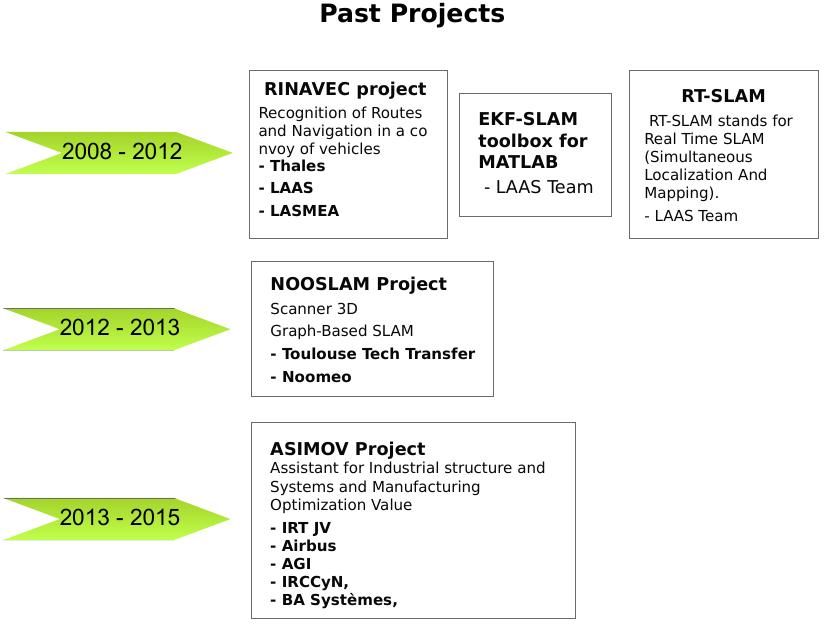 Past Projects
2008 - 2012
RINAVEC project
Recognition of Routes
and Navigation in a co
nvoy of vehicles
- Thales
- LAAS
- LASMEA
EKF-SLAM
toolbox for
MATLAB
- LAAS Team
RT-SLAM
RT-SLAM stands for
Real Time SLAM
(Simultaneous
Localization And
Mapping).
- LAAS Team
2012 - 2013
NOOSLAM Project
Scanner 3D
Graph-Based SLAM
- Toulouse Tech Transfer
- Noomeo
2013 - 2015
ASIMOV Project
Assistant for Industrial structure and
Systems and Manufacturing
Optimization Value
- IRT JV
- Airbus
- AGI
- IRCCyN,
- BA Systèmes,